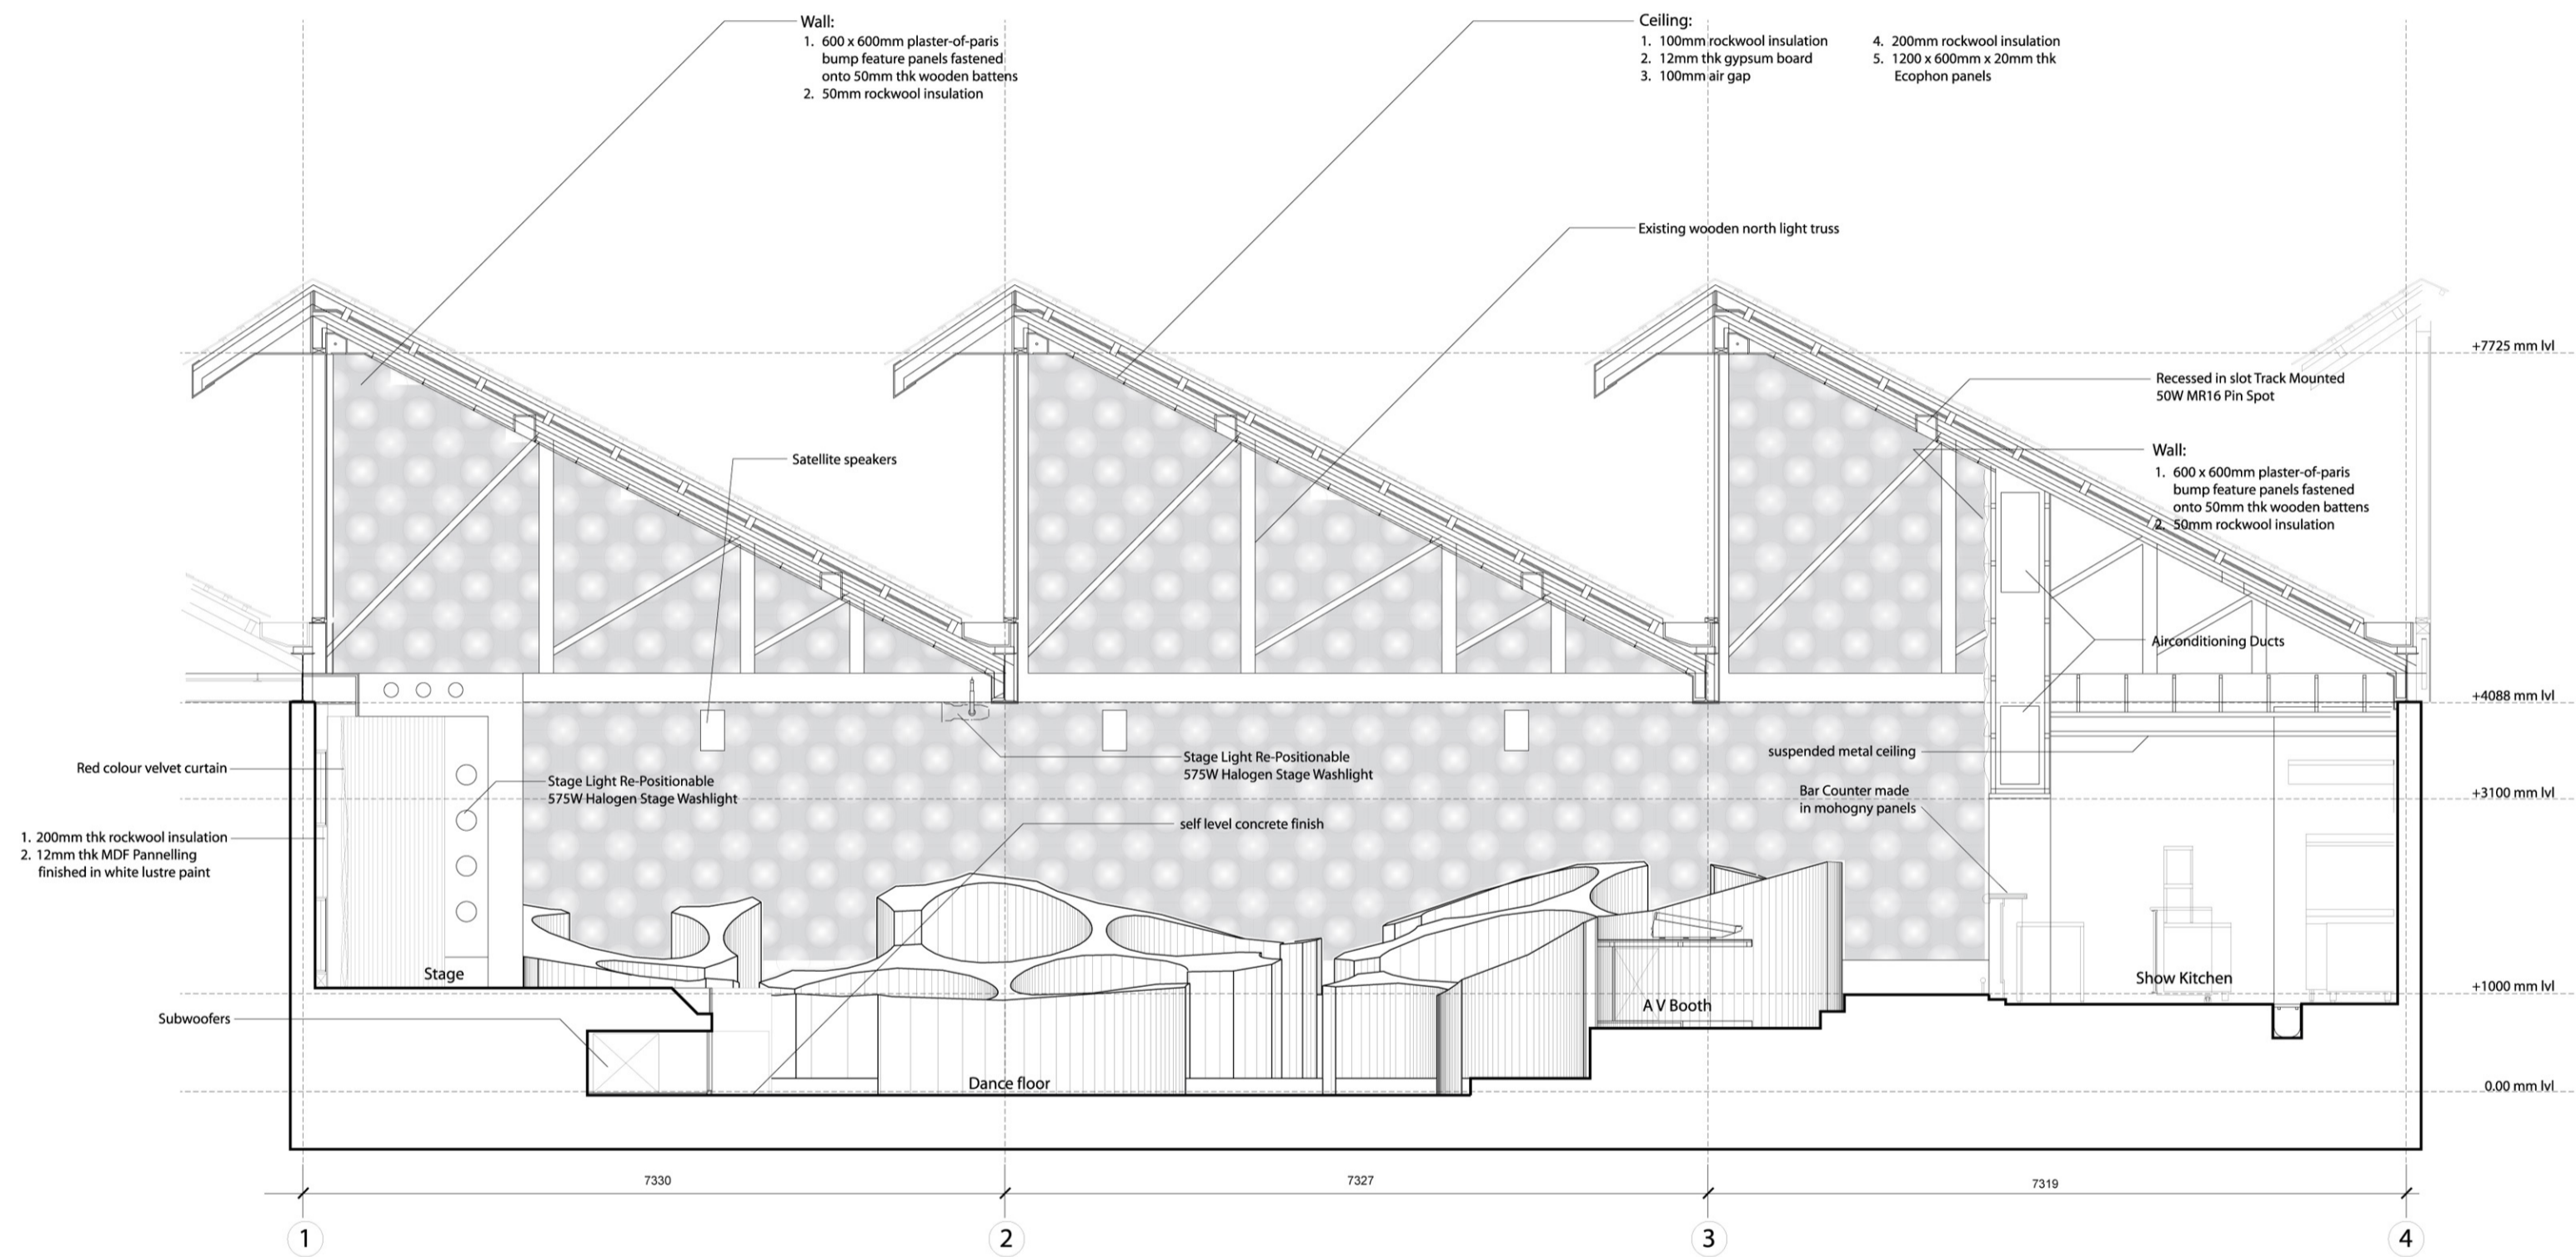 Wall:
1. 600 x 600mm plaster-of-paris
bump feature panels fastened
onto 50mm thk wooden battens
2. 50mm rockwool insulation
Ceiling:
1. 100mm rockwool insulation
2. 12mm thk gypsum board
3. 100mm air gap
4. 200mm rockwool insulation
5. 1200 x 600mm x 20mm thk
Ecophon panels
Existing wooden north light truss
+7725 mm lvl
Recessed in slot Track Mounted
50W MR16 Pin Spot
Satellite speakers
Wall:
1. 600 x 600mm plaster-of-paris
bump feature panels fastened
onto 50mm thk wooden battens
2. 50mm rockwool insulation
Airconditioning Ducts
+4088 mm lvl
Red colour velvet curtain
Stage Light Re-Positionable
575W Halogen Stage Washlight
Stage Light Re-Positionable
575W Halogen Stage Washlight
suspended metal ceiling
Bar Counter made
in mohogny panels
+3100 mm lvl
self level concrete finish
1. 200mm thk rockwool insulation
2. 12mm thk MDF Pannelling
finished in white lustre paint
Stage
Show Kitchen
+1000 mm lvl
A V Booth
Subwoofers
Dance floor
0.00 mm lvl
7330
7327
7319
1
2
3
4